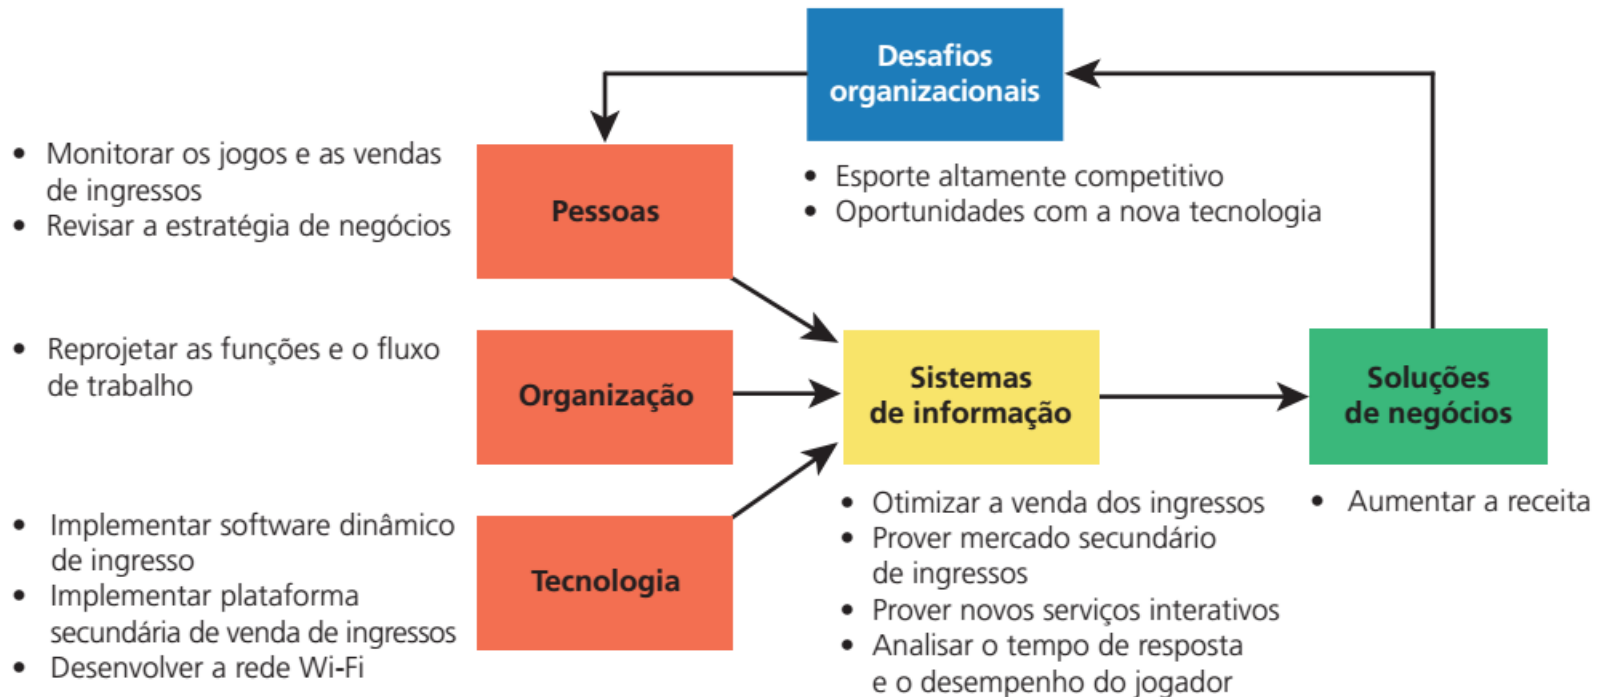 Desafios
organizacionais
• Esporte altamente competitivo
• Oportunidades com a nova tecnologia
• Monitorar os jogos e as vendas
de ingressos
• Revisar a estratégia de negócios
Pessoas
• Reprojetar as funções e o fluxo
de trabalho
Organização
• Implementar software dinâmico
de ingresso
• Implementar plataforma
secundária de venda de ingressos
• Desenvolver a rede Wi-Fi
Tecnologia
Sistemas
de informação
• Otimizar a venda dos ingressos
• Prover mercado secundário
de ingressos
• Prover novos serviços interativos
• Analisar o tempo de resposta
e o desempenho do jogador
Soluções
de negócios
• Aumentar a receita